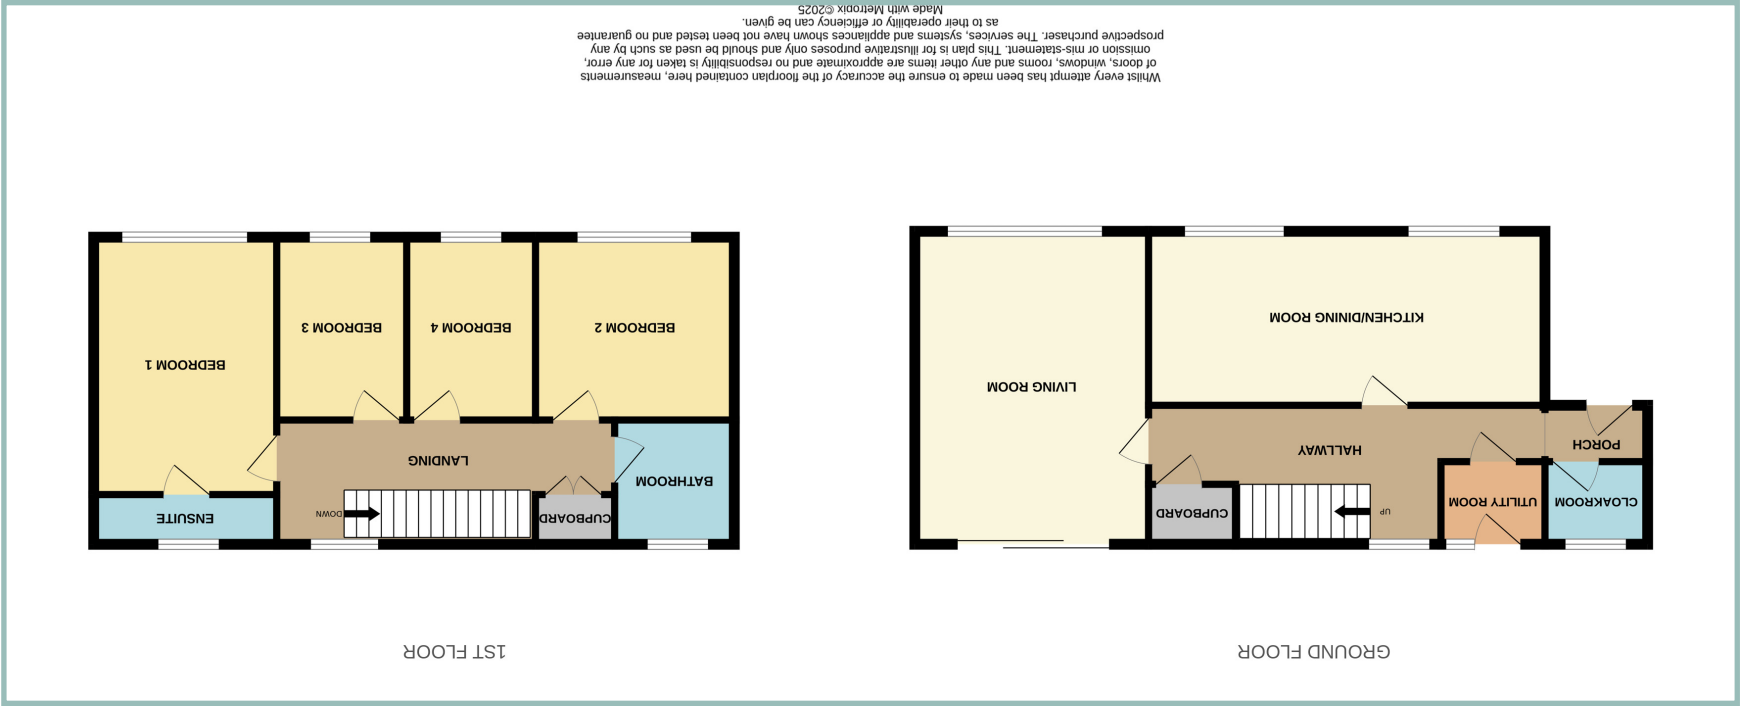 GROUND FLOOR
1ST FLOOR
CLOAKROOM
UTILITY ROOM
UP
CUPBOARD
PORCH
HALLWAY
LIVING ROOM
KITCHEN/DINING ROOM
CUPBOARD
DOWN
ENSUITE
BATHROOM
LANDING
BEDROOM 1
BEDROOM 2
BEDROOM 4
BEDROOM 3
Whilst every attempt has been made to ensure the accuracy of the floorplan contained here, measurements
of doors, windows, rooms and any other items are approximate and no responsibility is taken for any error,
omission or mis-statement. This plan is for illustrative purposes only and should be used as such by any
prospective purchaser. The services, systems and appliances shown have not been tested and no guarantee
as to their operability or efficiency can be given.
Made with Metropix ©2025